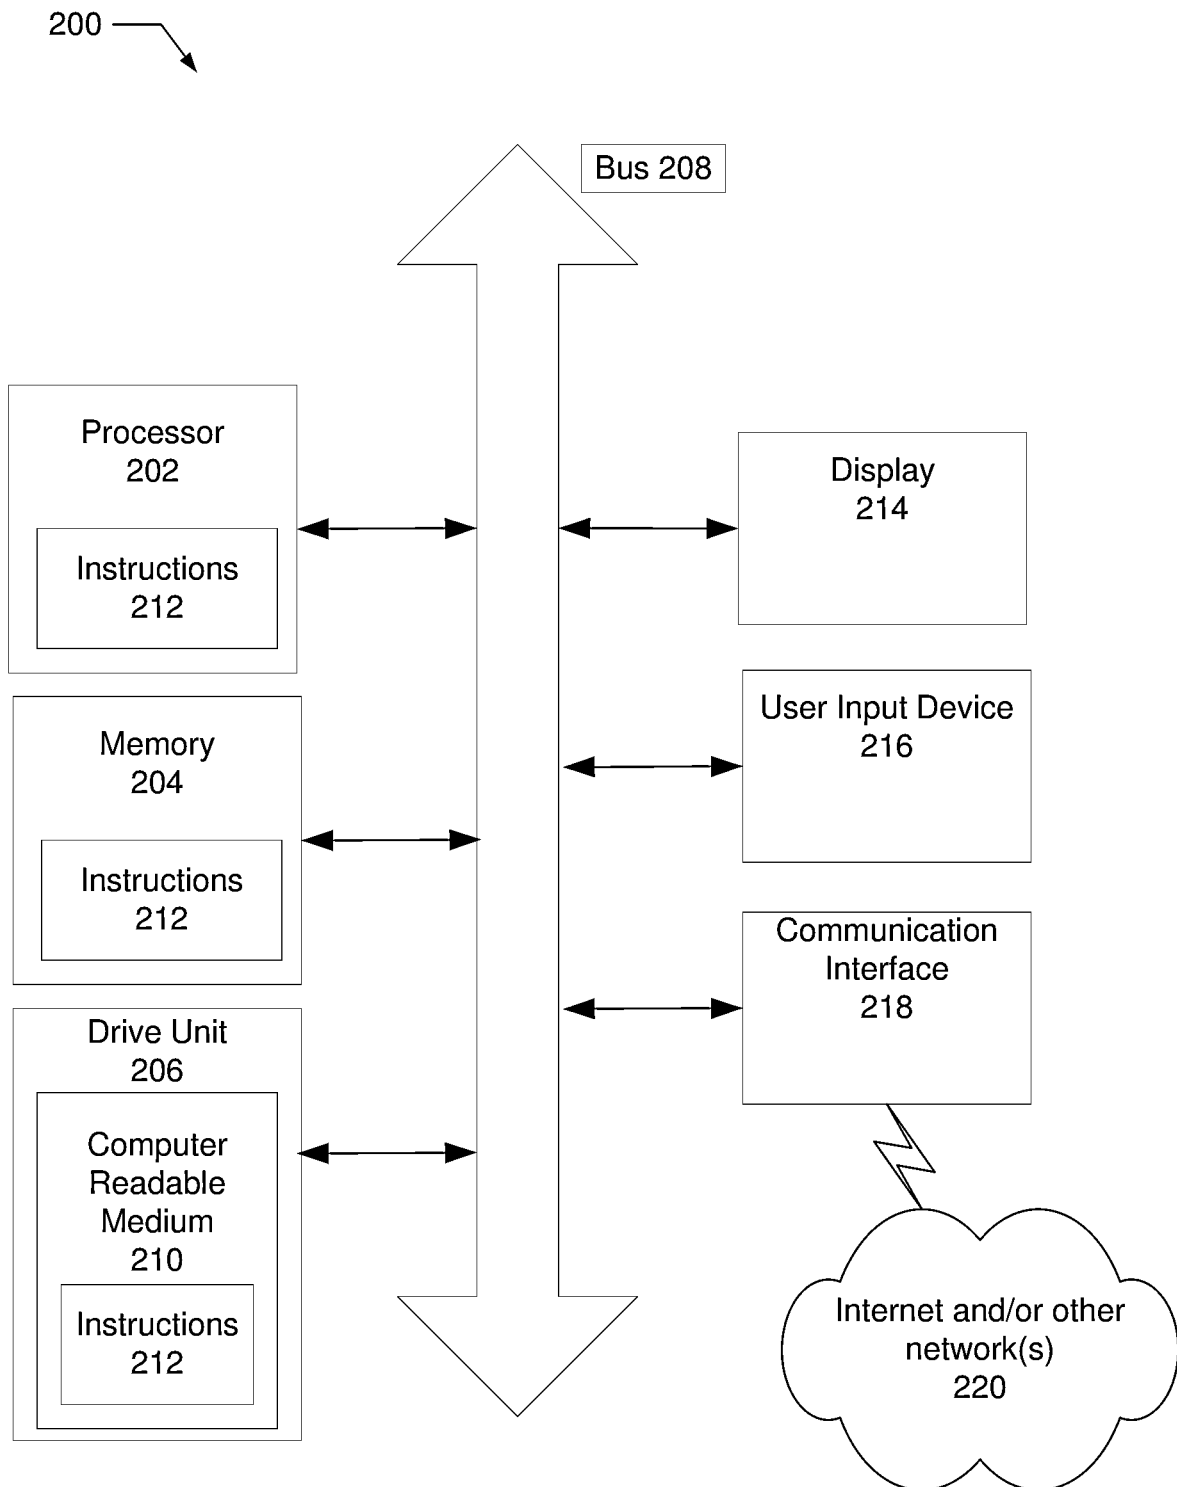 200
Bus 208
Processor
202
Instructions
212
Memory
204
Instructions
212
Drive Unit
206
Computer
Readable
Medium
210
Instructions
212
Display
214
User Input Device
216
Communication
Interface
218
Internet and/or other
network(s)
220